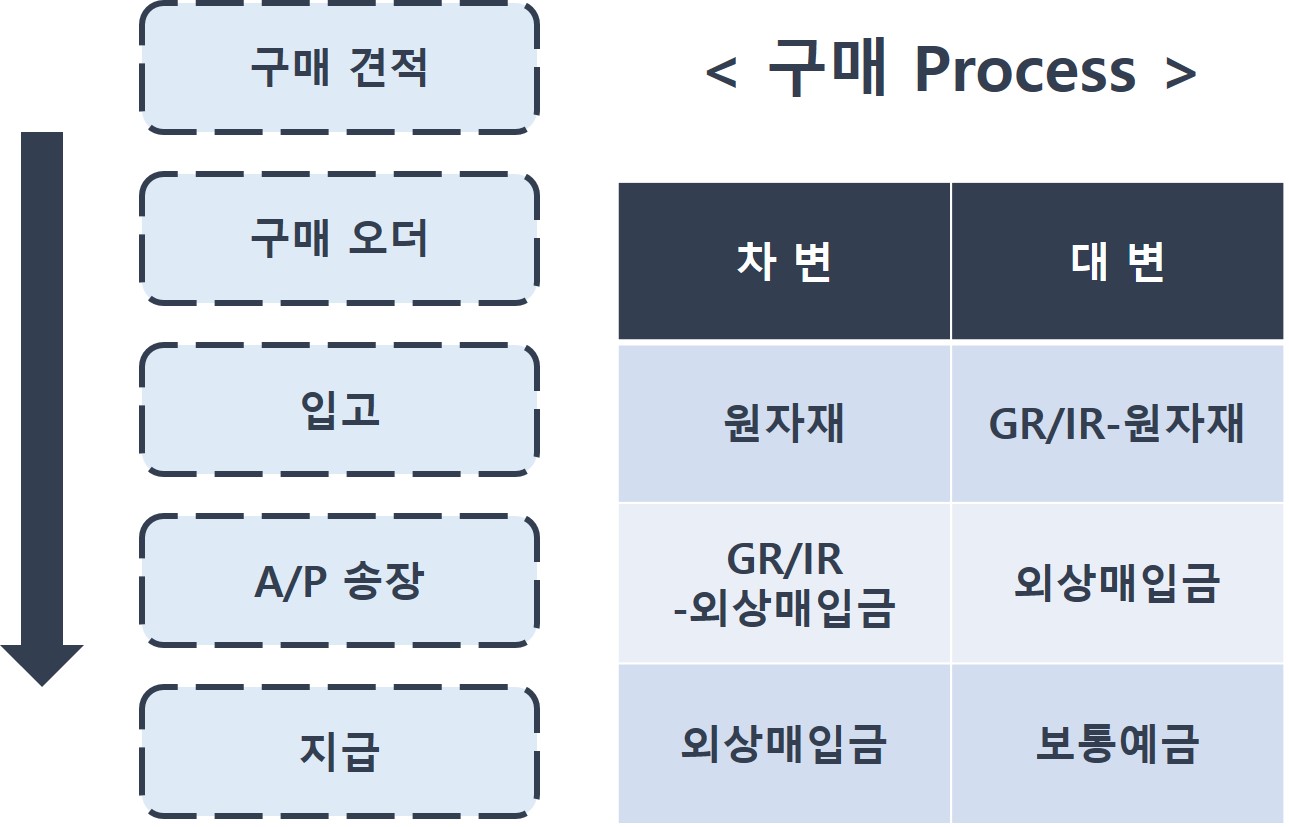 구매 견적
구매 오더
입고
A/P 송장
지급
< 구매 Process >
차 변 대 변
원자재 GR/IR-원자재
GR/IR
-외상매입금 외상매입금
외상매입금 보통예금